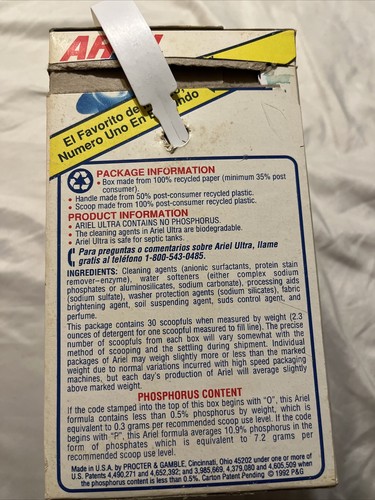 El Favorito de
Numero Uno En El ndo
PACKAGE INFORMATION
• Box made from 100% recycled paper (minimum 35% post
consumer).
• Handle made from 50% post-consumer recycled plastic.
• Scoop made from 100% post-consumer recycled plastic.
PRODUCT INFORMATION
• ARIEL ULTRA CONTAINS NO PHOSPHORUS.
• The cleaning agents in Ariel Ultra are biodegradable.
• Ariel Ultra is safe for septic tanks.
Para preguntas o comentarios sobre Ariel Ultra, llame
gratis al teléfono 1-800-543-0485.
INGREDIENTS: Cleaning agents (anionic surfactants, protein stain
remover–enzyme), water softeners (either complex sodium
phosphates or aluminosilicates, sodium carbonate), processing aids
(sodium sulfate), washer protection agents (sodium silicates), fabric
brightening agent, soil suspending agent, suds control agent, and
perfume.
This package contains 30 scoopfuls when measured by weight (2.3
ounces of detergent for one scoopful measured to fill line). The precise
number of scoopfuls from each box will vary somewhat with the
method of scooping and the settling during shipment. Individual
packages of Ariel may weigh slightly more or less than the marked
weight due to normal variations incurred with high speed packaging
machines, but each day's production of Ariel will average slightly
above marked weight.
PHOSPHORUS CONTENT
If the code stamped into the top of this box begins with "O", this Ariel
formula contains less than 0.5% phosphorus by weight, which is
equivalent to 0.3 grams per recommended scoop use level. If the code
begins with "P", this Ariel formula averages 10.9% phosphorus in the
form of phosphates which is equivalent to 7.2 grams per
recommended scoop use level.
Made in U.S.A. by PROCTER & GAMBLE, Cincinnati, Ohio 45202 under one or more of
U.S. Patents 4,490,271 and 4,652,392; and 3,985,669, 4,379,080 and 4,605,509 when
the phosphorus content is less than 0.5%. Carton Patent Pending. © 1992 P&G